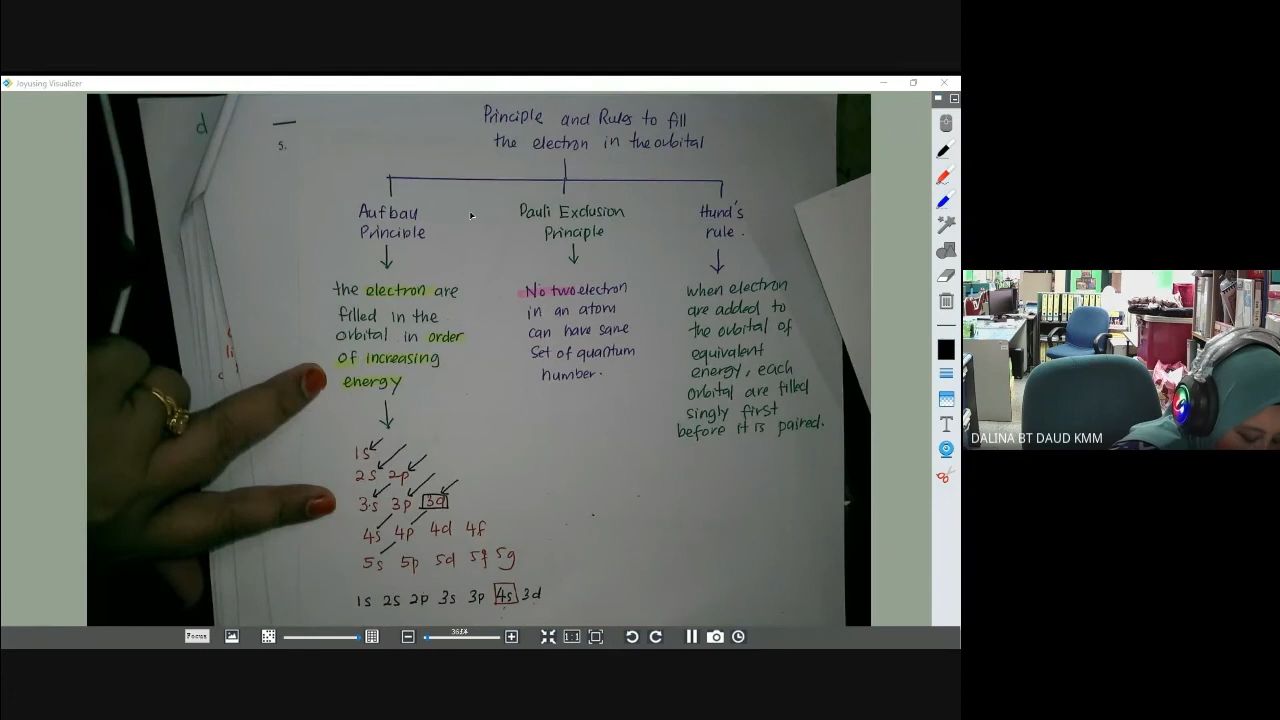 Joyusing Visualizer
d
5.
Principle and Rules to fill
the electron in the orbital
Aufbau
Principle
the electron are
filled in the
orbital in order
of increasing
energy
1s
2s 2p
3s 3p 3d
4s 4p 4d 4f
5s 5p 5d 5f 5g
1s 2s 2p 3s 3p 4s 3d
Pauli Exclusion
Principle
No two electron
in an atom
can have same
Set of quantum
number.
Hund's
rule.
when electron
are added to
the orbital of
equivalent
energy, each
orbital are filled
singly first
before it is paired.
DALINA BT DAUD KMM
T
Focus
1:1